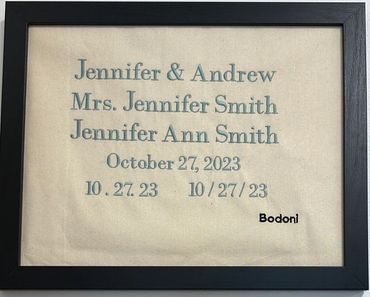 Jennifer & Andrew
Mrs. Jennifer Smith
Jennifer Ann Smith
October 27, 2023
10 . 27. 23 10 / 27 / 23
Bodoni